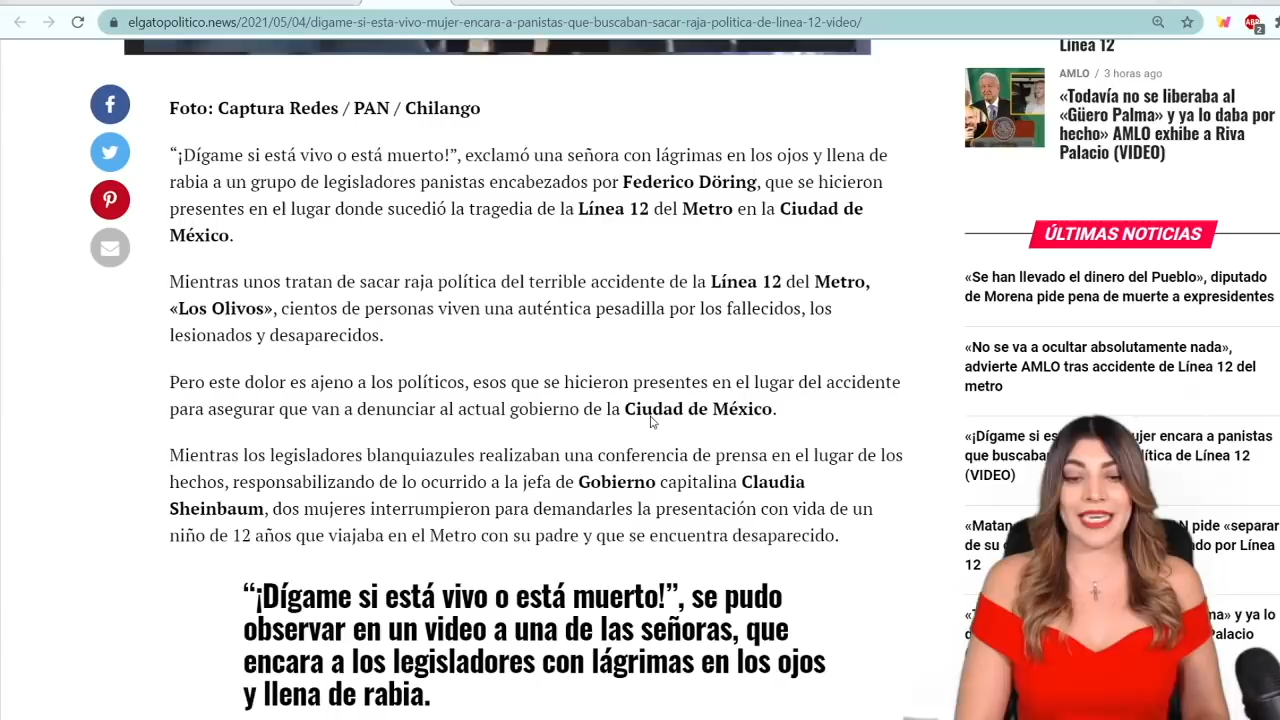 elgatopolitico.news/2021/05/04/digame-si-esta-vivo-mujer-encara-a-panistas-que-buscaban-sacar-raja-politica-de-linea-12-video/
Foto: Captura Redes / PAN / Chilango
“¡Dígame si está vivo o está muerto!”, exclamó una señora con lágrimas en los ojos y llena de
rabia a un grupo de legisladores panistas encabezados por Federico Döring, que se hicieron
presentes en el lugar donde sucedió la tragedia de la Línea 12 del Metro en la Ciudad de
México.
Mientras unos tratan de sacar raja política del terrible accidente de la Línea 12 del Metro,
«Los Olivos», cientos de personas viven una auténtica pesadilla por los fallecidos, los
lesionados y desaparecidos.
Pero este dolor es ajeno a los políticos, esos que se hicieron presentes en el lugar del accidente
para asegurar que van a denunciar al actual gobierno de la Ciudad de México.
Mientras los legisladores blanquiazules realizaban una conferencia de prensa en el lugar de los
hechos, responsabilizando de lo ocurrido a la jefa de Gobierno capitalina Claudia
Sheinbaum, dos mujeres interrumpieron para demandarles la presentación con vida de un
niño de 12 años que viajaba en el Metro con su padre y que se encuentra desaparecido.
“¡Dígame si está vivo o está muerto!”, se pudo
observar en un video a una de las señoras, que
encara a los legisladores con lágrimas en los ojos
y llena de rabia.
Línea 12
AMLO / 3 horas ago
«Todavía no se liberaba al
«Güero Palma» y ya lo daba por
hecho» AMLO exhibe a Riva
Palacio (VIDEO)
ÚLTIMAS NOTICIAS
«Se han llevado el dinero del Pueblo», diputado
de Morena pide pena de muerte a expresidentes
«No se va a ocultar absolutamente nada»,
advierte AMLO tras accidente de Línea 12 del
metro
«¡Dígame si es ujer encara a panistas
que buscaba lítica de Línea 12
(VIDEO)
«Matan N pide «separar
de su do por Línea
12
ma» y ya lo
Palacio
ABP
2